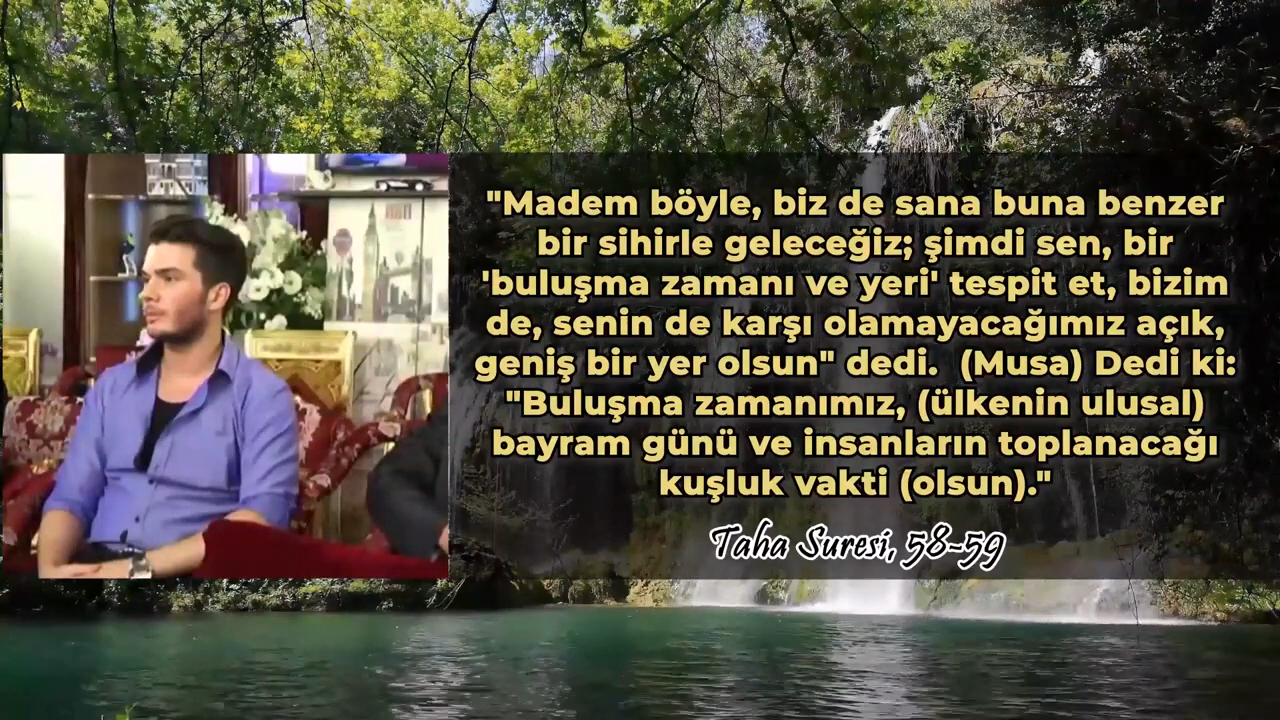 "Madem böyle, biz de sana buna benzer
bir sihirle geleceğiz; şimdi sen, bir
'buluşma zamanı ve yeri' tespit et, bizim
de, senin de karşı olamayacağımız açık,
geniş bir yer olsun" dedi.  (Musa) Dedi ki:
"Buluşma zamanımız, (ülkenin ulusal)
bayram günü ve insanların toplanacağı
kuşluk vakti (olsun)."
Taha Suresi, 58-59